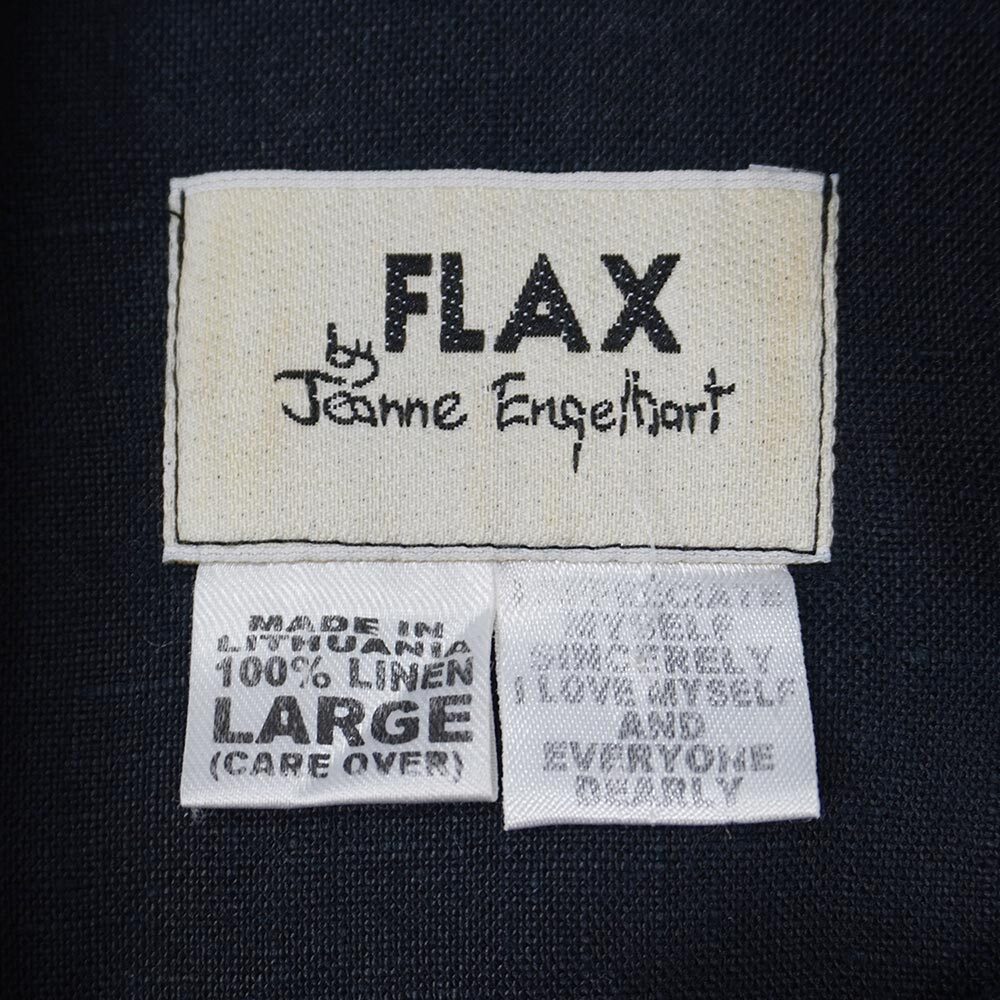 FLAX
by
Jeanne Engelhart
MADE IN
LITHUANIA
100% LINEN
LARGE
(CARE OVER)
I APPRECIATE
MYSELF
SINCERELY
I LOVE MYSELF
AND
EVERYONE
DEARLY